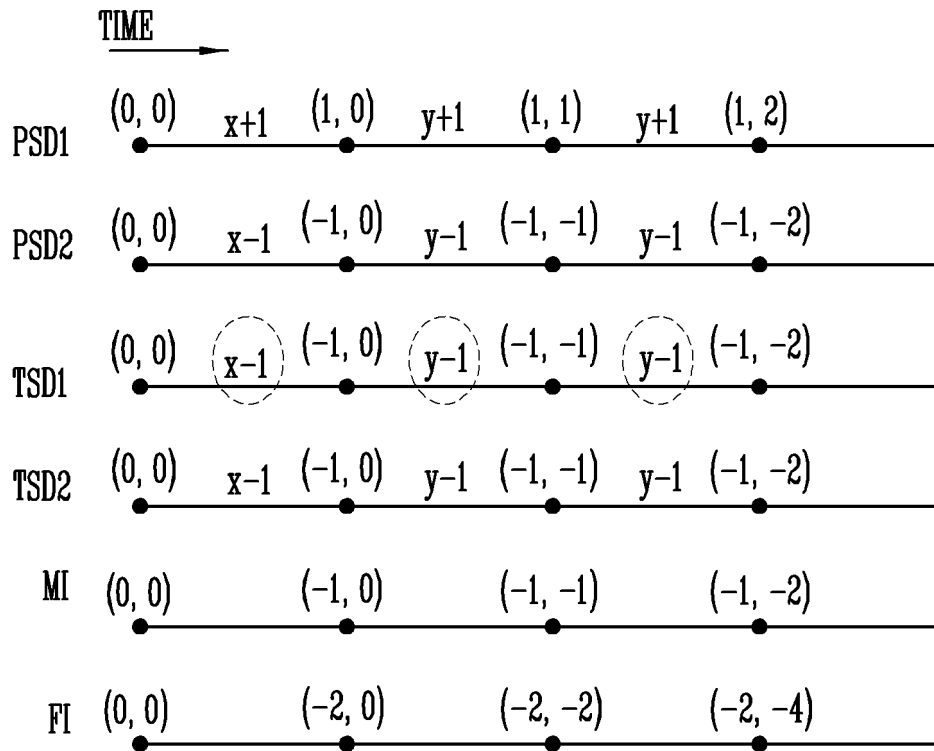 TIME
PSD1 (0, 0) x+1 (1, 0) y+1 (1, 1) y+1 (1, 2)
PSD2 (0, 0) x−1 (−1, 0) y−1 (−1, −1) y−1 (−1, −2)
TSD1 (0, 0) x−1 (−1, 0) y−1 (−1, −1) y−1 (−1, −2)
TSD2 (0, 0) x−1 (−1, 0) y−1 (−1, −1) y−1 (−1, −2)
MI (0, 0) (−1, 0) (−1, −1) (−1, −2)
FI (0, 0) (−2, 0) (−2, −2) (−2, −4)